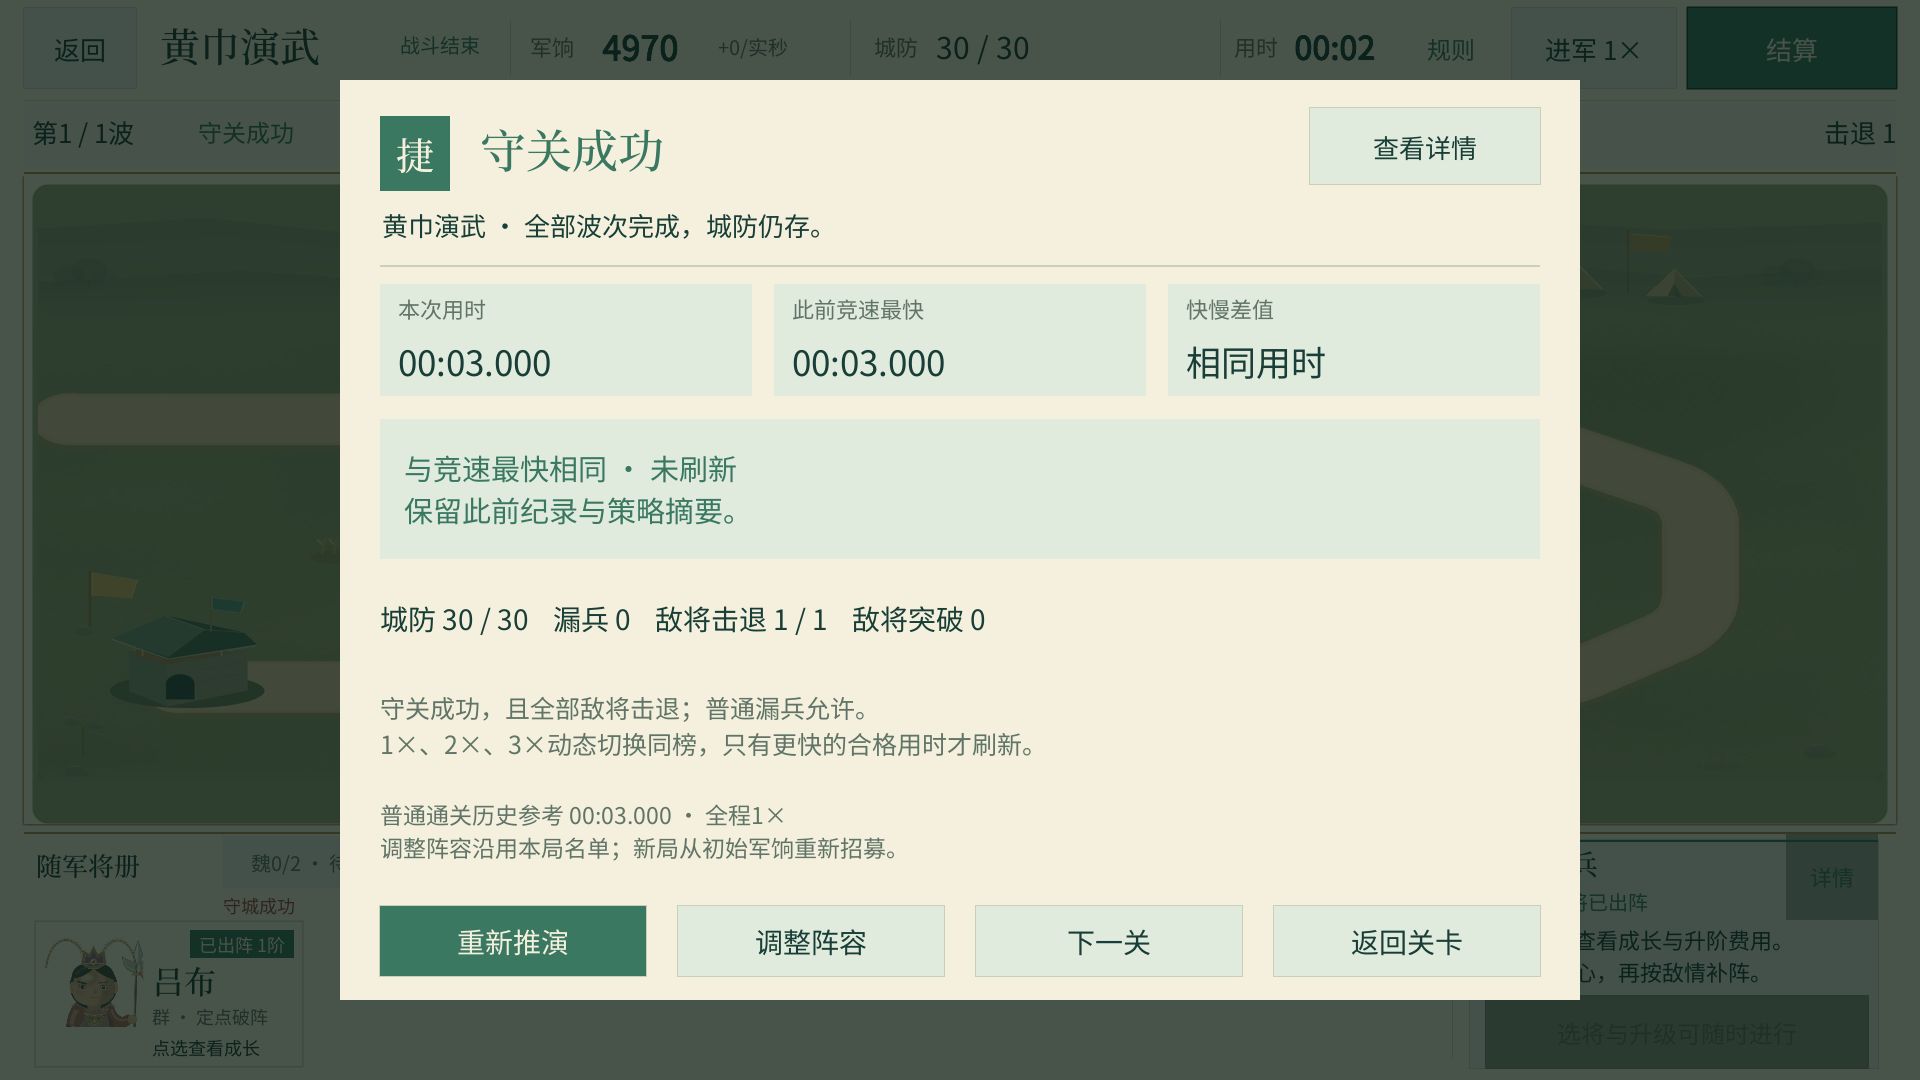 返回
黄巾演武
战斗结束
军饷 4970 +0/实秒
城防 30 / 30
用时 00:02
规则
进军 1×
结算
第1 / 1波
守关成功
击退 1
捷
守关成功
查看详情
黄巾演武 · 全部波次完成，城防仍存。
本次用时
00:03.000
此前竞速最快
00:03.000
快慢差值
相同用时
与竞速最快相同 · 未刷新
保留此前纪录与策略摘要。
城防 30 / 30 漏兵 0 敌将击退 1 / 1 敌将突破 0
守关成功，且全部敌将击退；普通漏兵允许。
1×、2×、3×动态切换同榜，只有更快的合格用时才刷新。
普通通关历史参考 00:03.000 · 全程1×
调整阵容沿用本局名单；新局从初始军饷重新招募。
重新推演
调整阵容
下一关
返回关卡
随军将册
魏0/2 ·
守城成功
已出阵 1阶
吕布
群 · 定点破阵
点选查看成长
兵
详情
将已出阵
查看成长与升阶费用。
心，再按敌情补阵。
选将与升级可随时进行